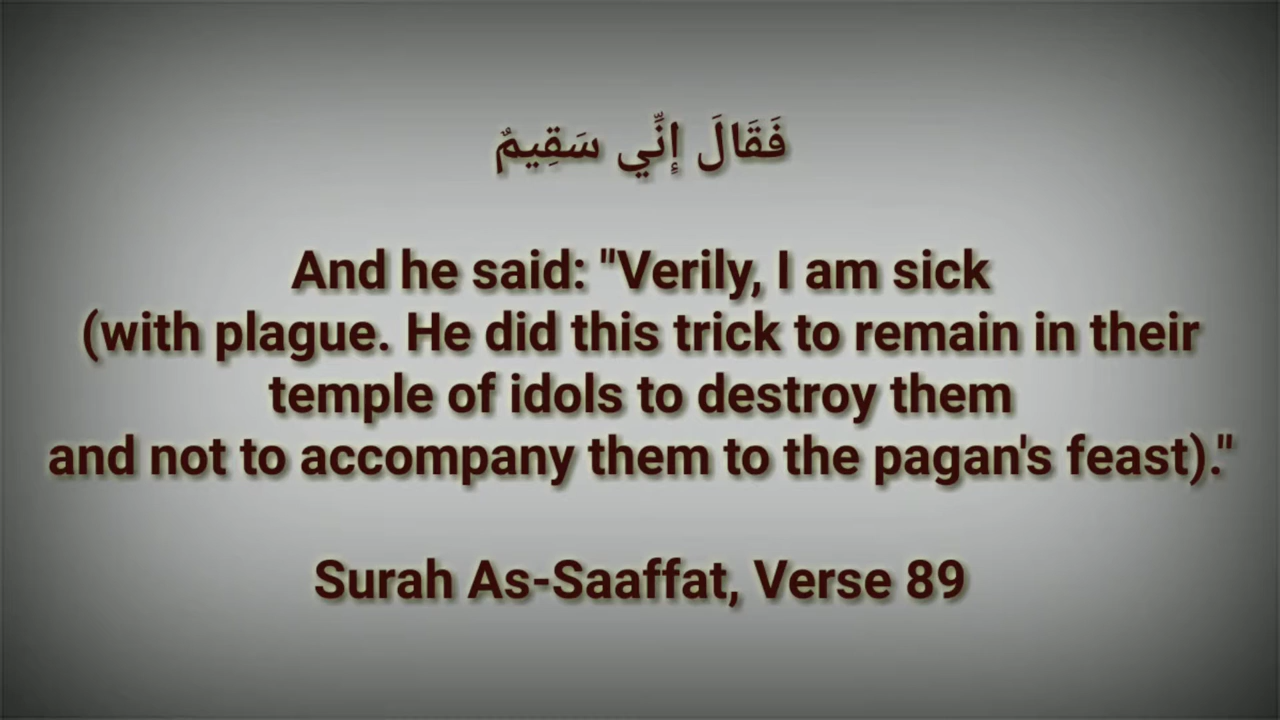 فَقَالَ إِنِّي سَقِيمٌ
And he said: "Verily, I am sick
(with plague. He did this trick to remain in their
temple of idols to destroy them
and not to accompany them to the pagan's feast)."
Surah As-Saaffat, Verse 89